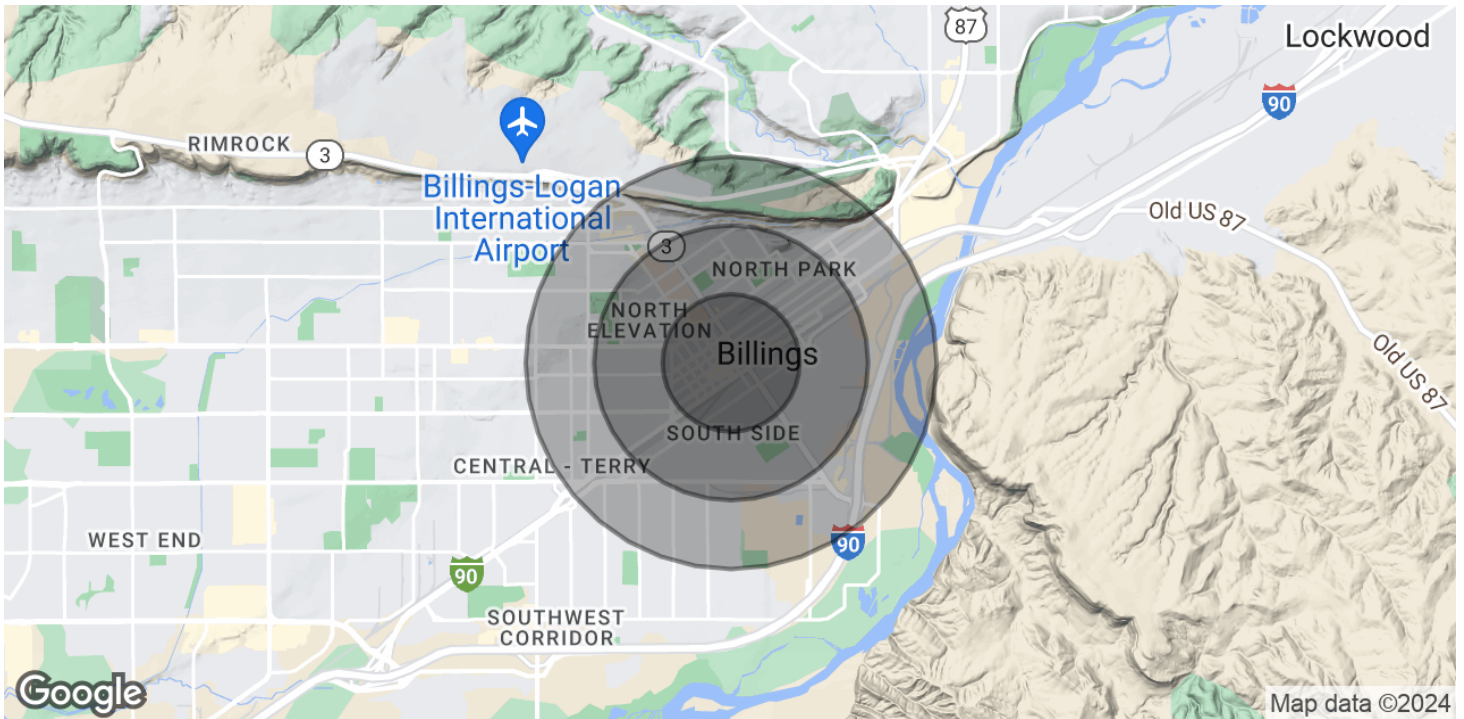 87
Lockwood
90
RIMROCK
3
Billings-Logan
International
Airport
Old US 87
3
NORTH PARK
NORTH
ELEVATION
Billings
Old US 87
SOUTH SIDE
CENTRAL - TERRY
WEST END
90
90
SOUTHWEST
CORRIDOR
Google
Map data ©2024